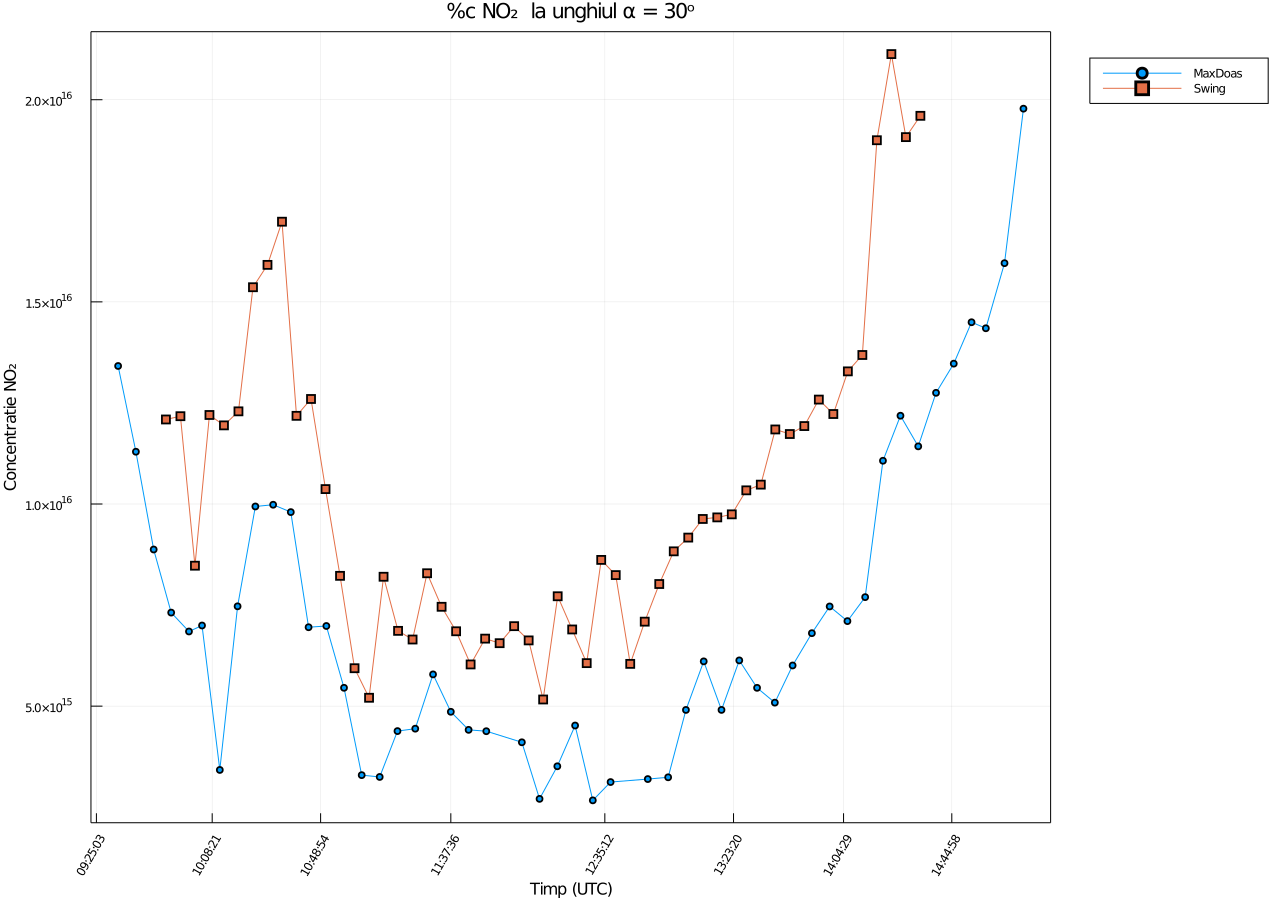 %c NO₂ la unghiul α = 30ᵒ
MaxDoas
Swing
2.0×10¹⁶
1.5×10¹⁶
1.0×10¹⁶
5.0×10¹⁵
Concentratie NO₂
09:25:03
10:08:21
10:48:54
11:37:36
12:35:12
13:23:20
14:04:29
14:44:58
Timp (UTC)